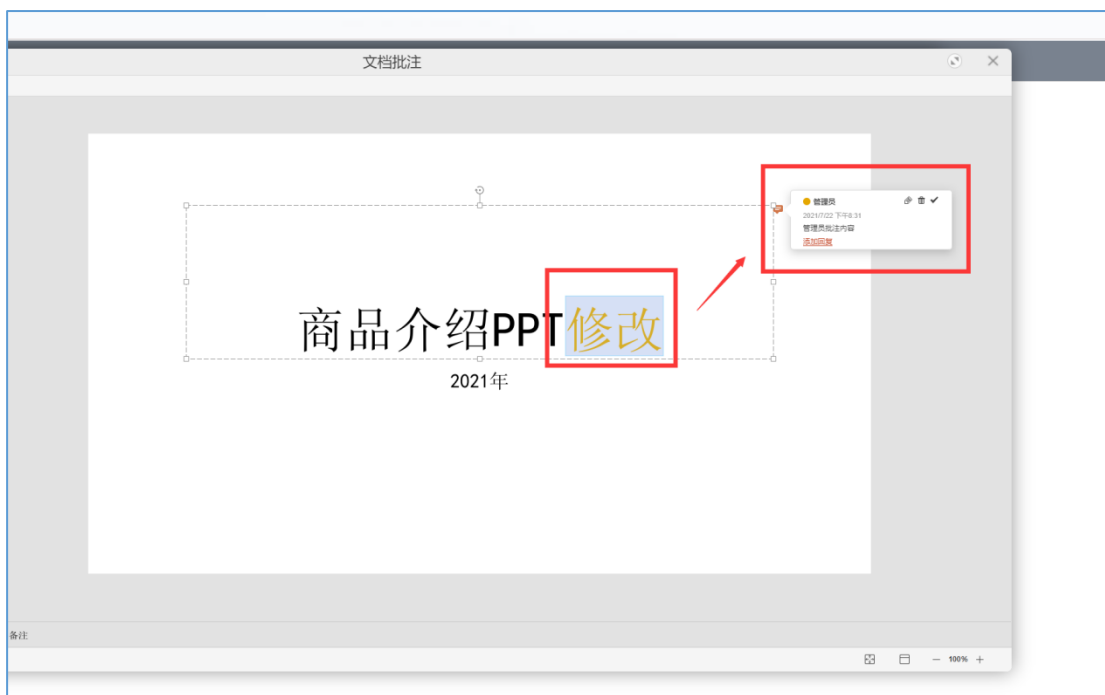 文档批注
管理员
2021/7/22 下午8:31
管理员批注内容
添加回复
商品介绍PPT修改
2021年
备注
100%